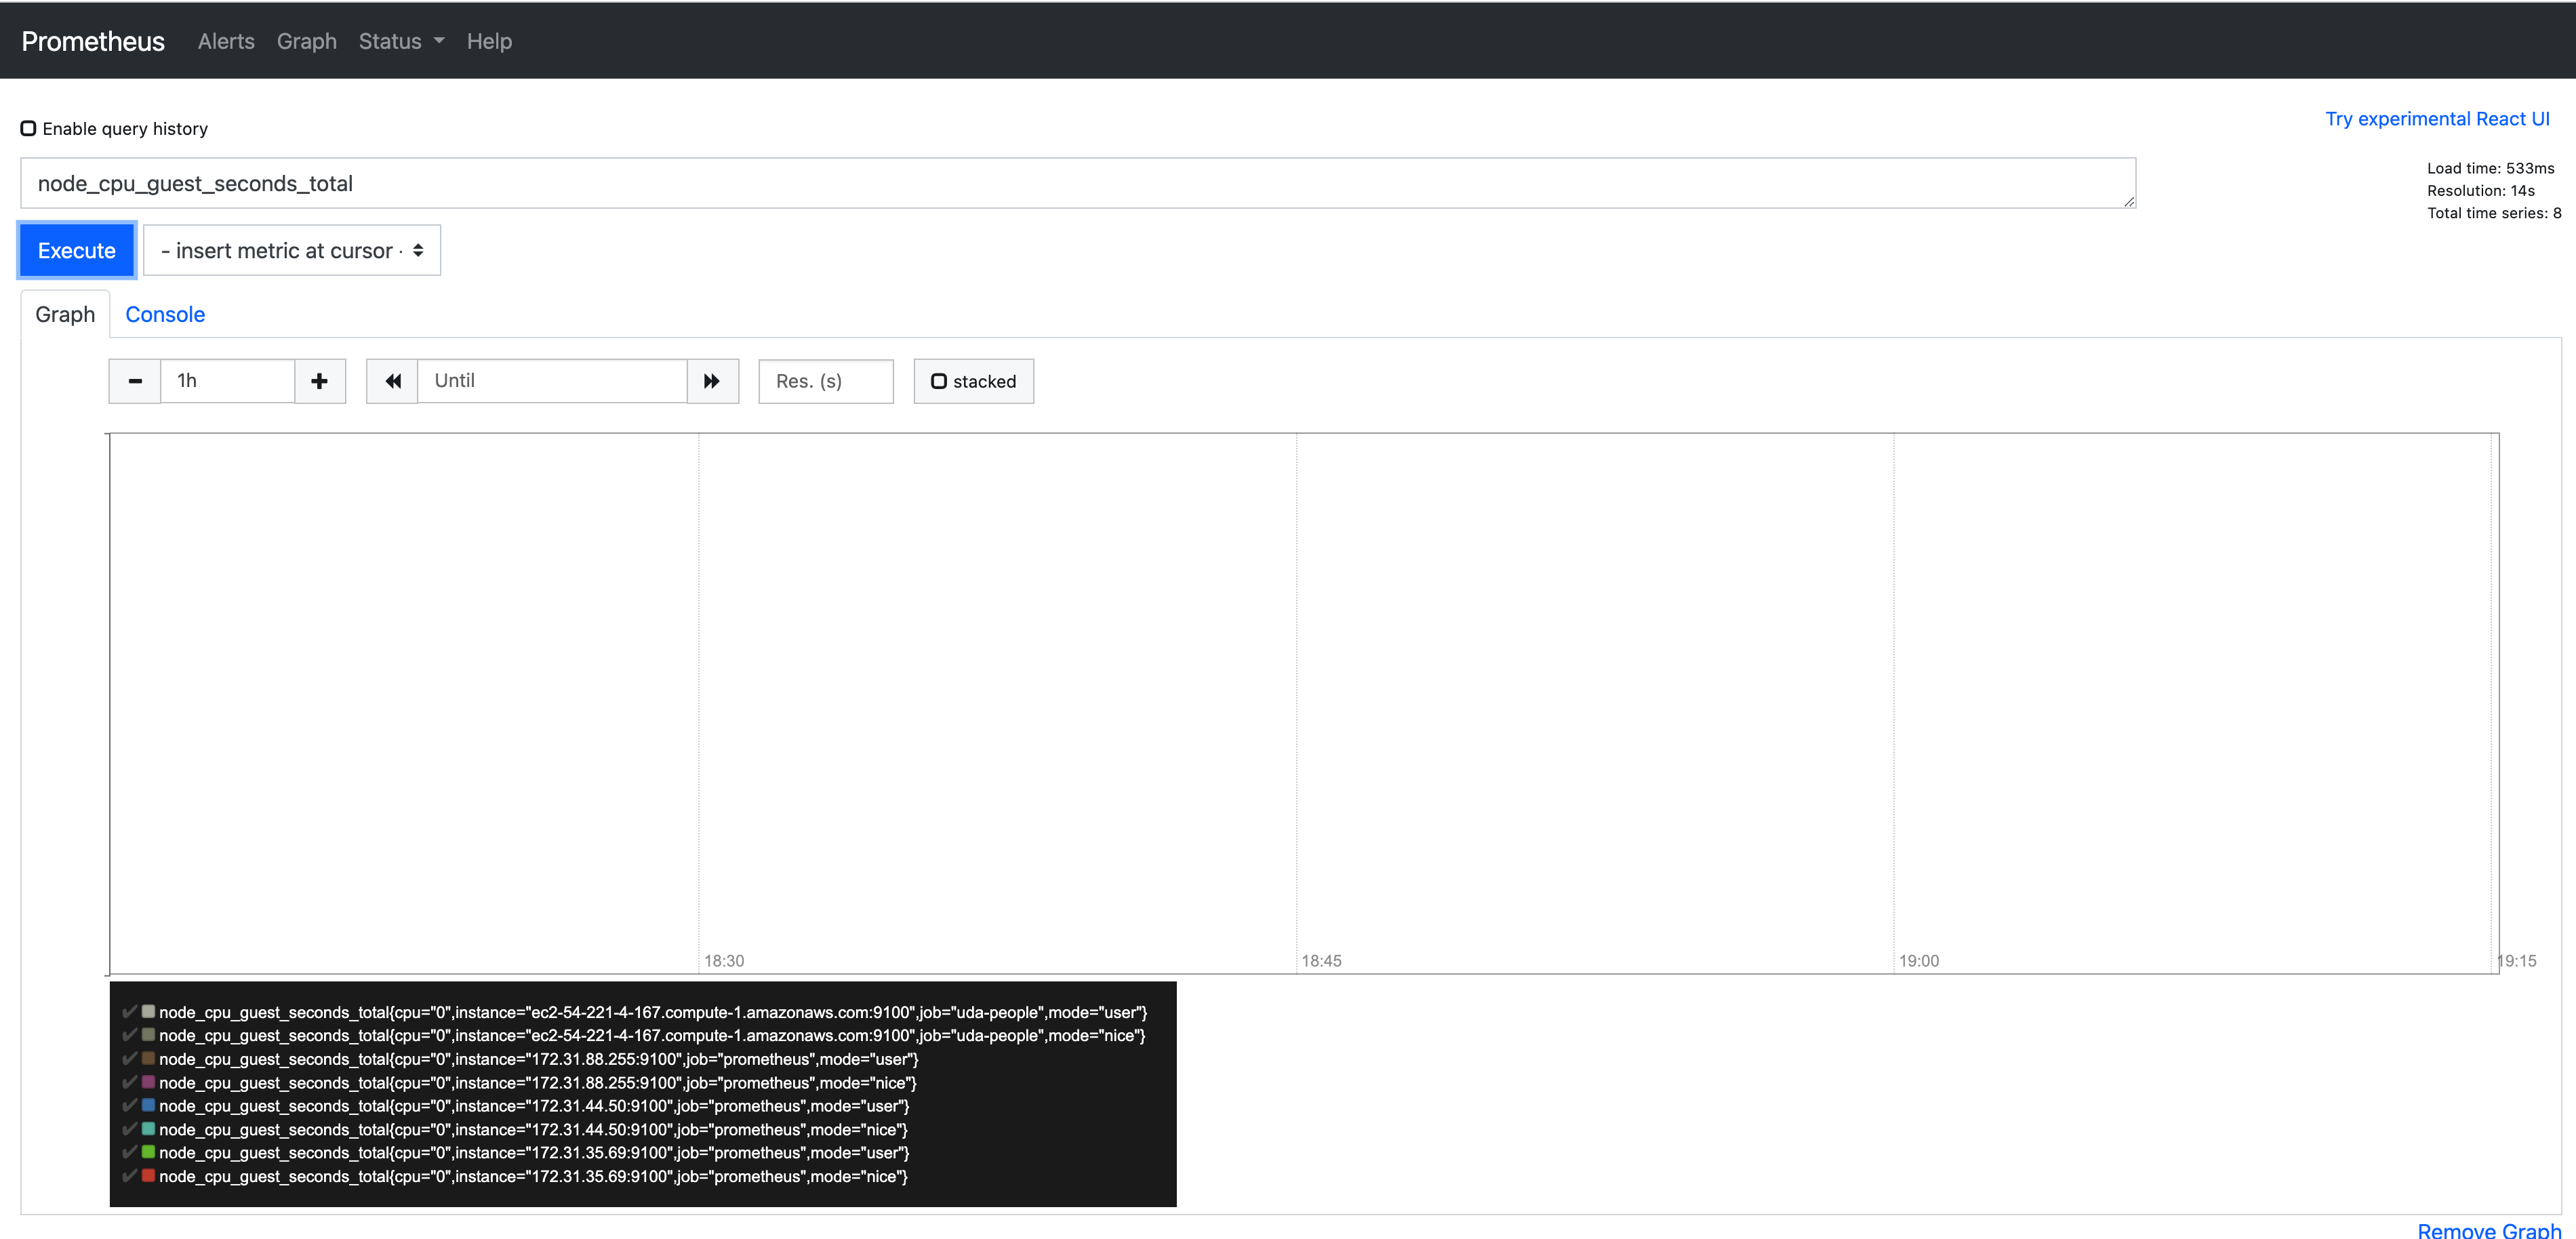 Prometheus Alerts Graph Status Help
Enable query history
Try experimental React UI
node_cpu_guest_seconds_total
Load time: 533ms
Resolution: 14s
Total time series: 8
Execute
- insert metric at cursor -
Graph Console
1h Until Res. (s) stacked
18:30 18:45 19:00 19:15
node_cpu_guest_seconds_total{cpu="0",instance="ec2-54-221-4-167.compute-1.amazonaws.com:9100",job="uda-people",mode="user"}
node_cpu_guest_seconds_total{cpu="0",instance="ec2-54-221-4-167.compute-1.amazonaws.com:9100",job="uda-people",mode="nice"}
node_cpu_guest_seconds_total{cpu="0",instance="172.31.88.255:9100",job="prometheus",mode="user"}
node_cpu_guest_seconds_total{cpu="0",instance="172.31.88.255:9100",job="prometheus",mode="nice"}
node_cpu_guest_seconds_total{cpu="0",instance="172.31.44.50:9100",job="prometheus",mode="user"}
node_cpu_guest_seconds_total{cpu="0",instance="172.31.44.50:9100",job="prometheus",mode="nice"}
node_cpu_guest_seconds_total{cpu="0",instance="172.31.35.69:9100",job="prometheus",mode="user"}
node_cpu_guest_seconds_total{cpu="0",instance="172.31.35.69:9100",job="prometheus",mode="nice"}
Remove Graph